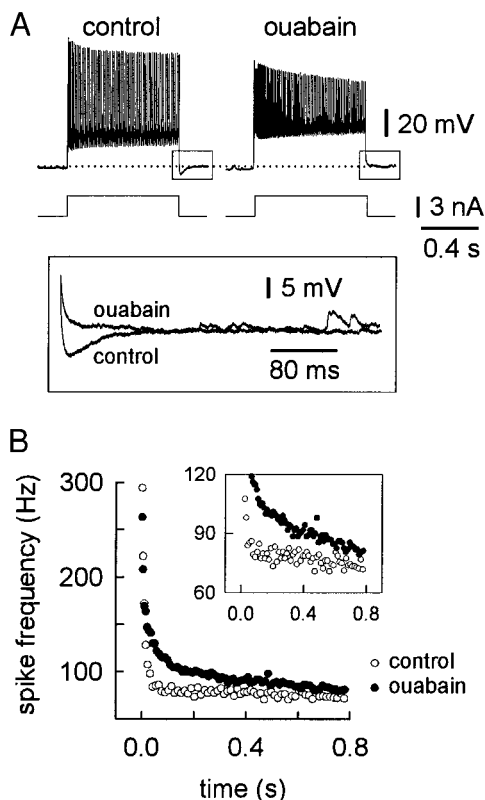 A
control ouabain
20 mV
3 nA
0.4 s
ouabain
control
5 mV
80 ms
B
300
200
100
spike frequency (Hz)
0.0 0.4 0.8
time (s)
120
90
60
0.0 0.4 0.8
control
ouabain